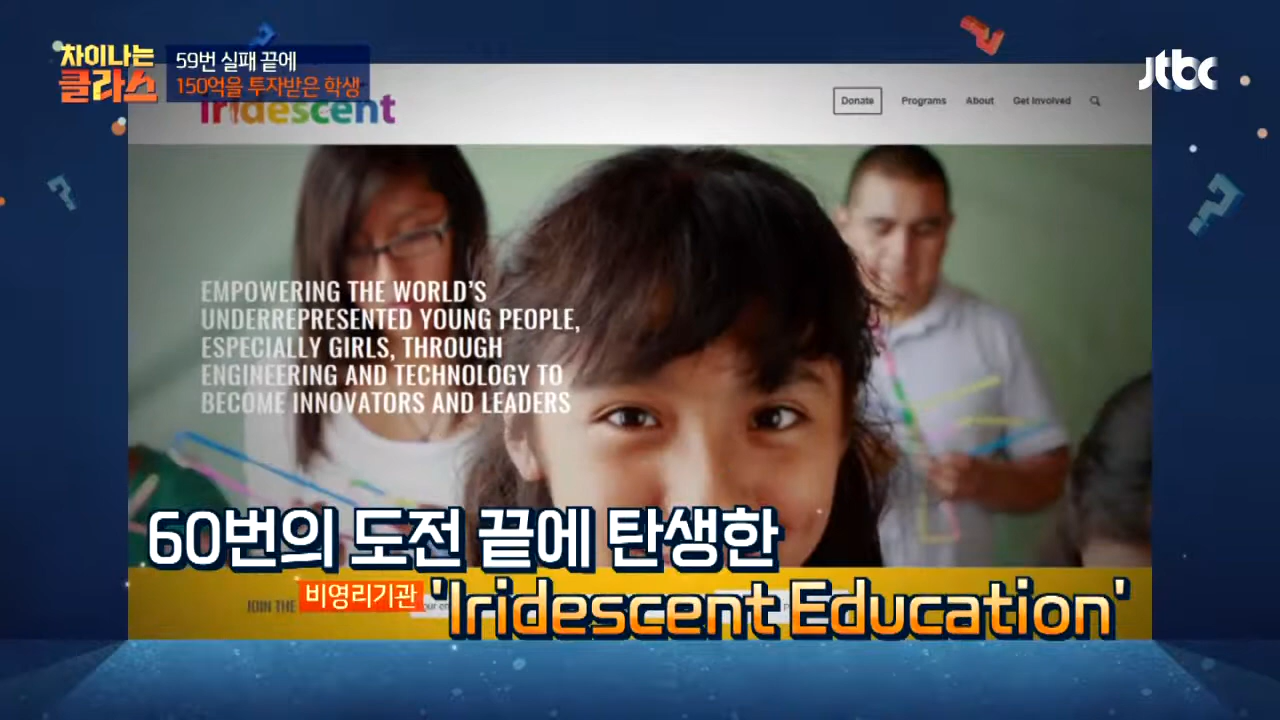 차이나는
클라스
59번 실패 끝에
150억을 투자받은 학생
jtbc
Iridescent
Donate
Programs
About
Get Involved
EMPOWERING THE WORLD'S
UNDERREPRESENTED YOUNG PEOPLE,
ESPECIALLY GIRLS, THROUGH
ENGINEERING AND TECHNOLOGY TO
BECOME INNOVATORS AND LEADERS
60번의 도전 끝에 탄생한
JOIN THE
비영리기관 'Iridescent Education'